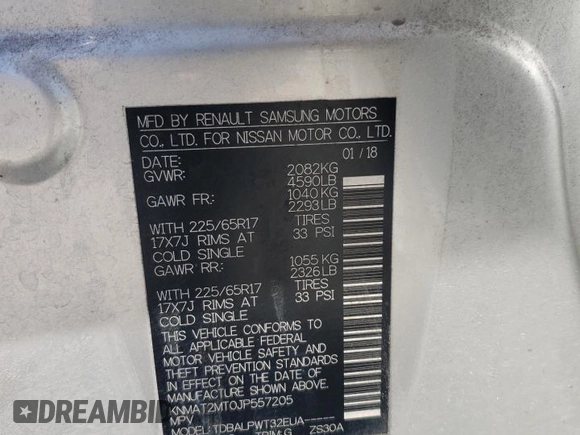 MFD BY RENAULT SAMSUNG MOTORS
CO., LTD. FOR NISSAN MOTOR CO., LTD.
DATE: 01 / 18
GVWR: 2082KG
4590LB
GAWR FR: 1040KG
2293LB
WITH 225/65R17 TIRES
17X7J RIMS AT 33 PSI
COLD SINGLE
GAWR RR: 1055KG
2326LB
WITH 225/65R17 TIRES
17X7J RIMS AT 33 PSI
COLD SINGLE
THIS VEHICLE CONFORMS TO
ALL APPLICABLE FEDERAL
MOTOR VEHICLE SAFETY AND
THEFT PREVENTION STANDARDS
IN EFFECT ON THE DATE OF
MANUFACTURE SHOWN ABOVE.
KNMAT2MT0JP557205
MPV
MODEL: TDBALPWT32EUA-----
TRIM:G ZS30A
DREAMBID
DREAMBID.COM